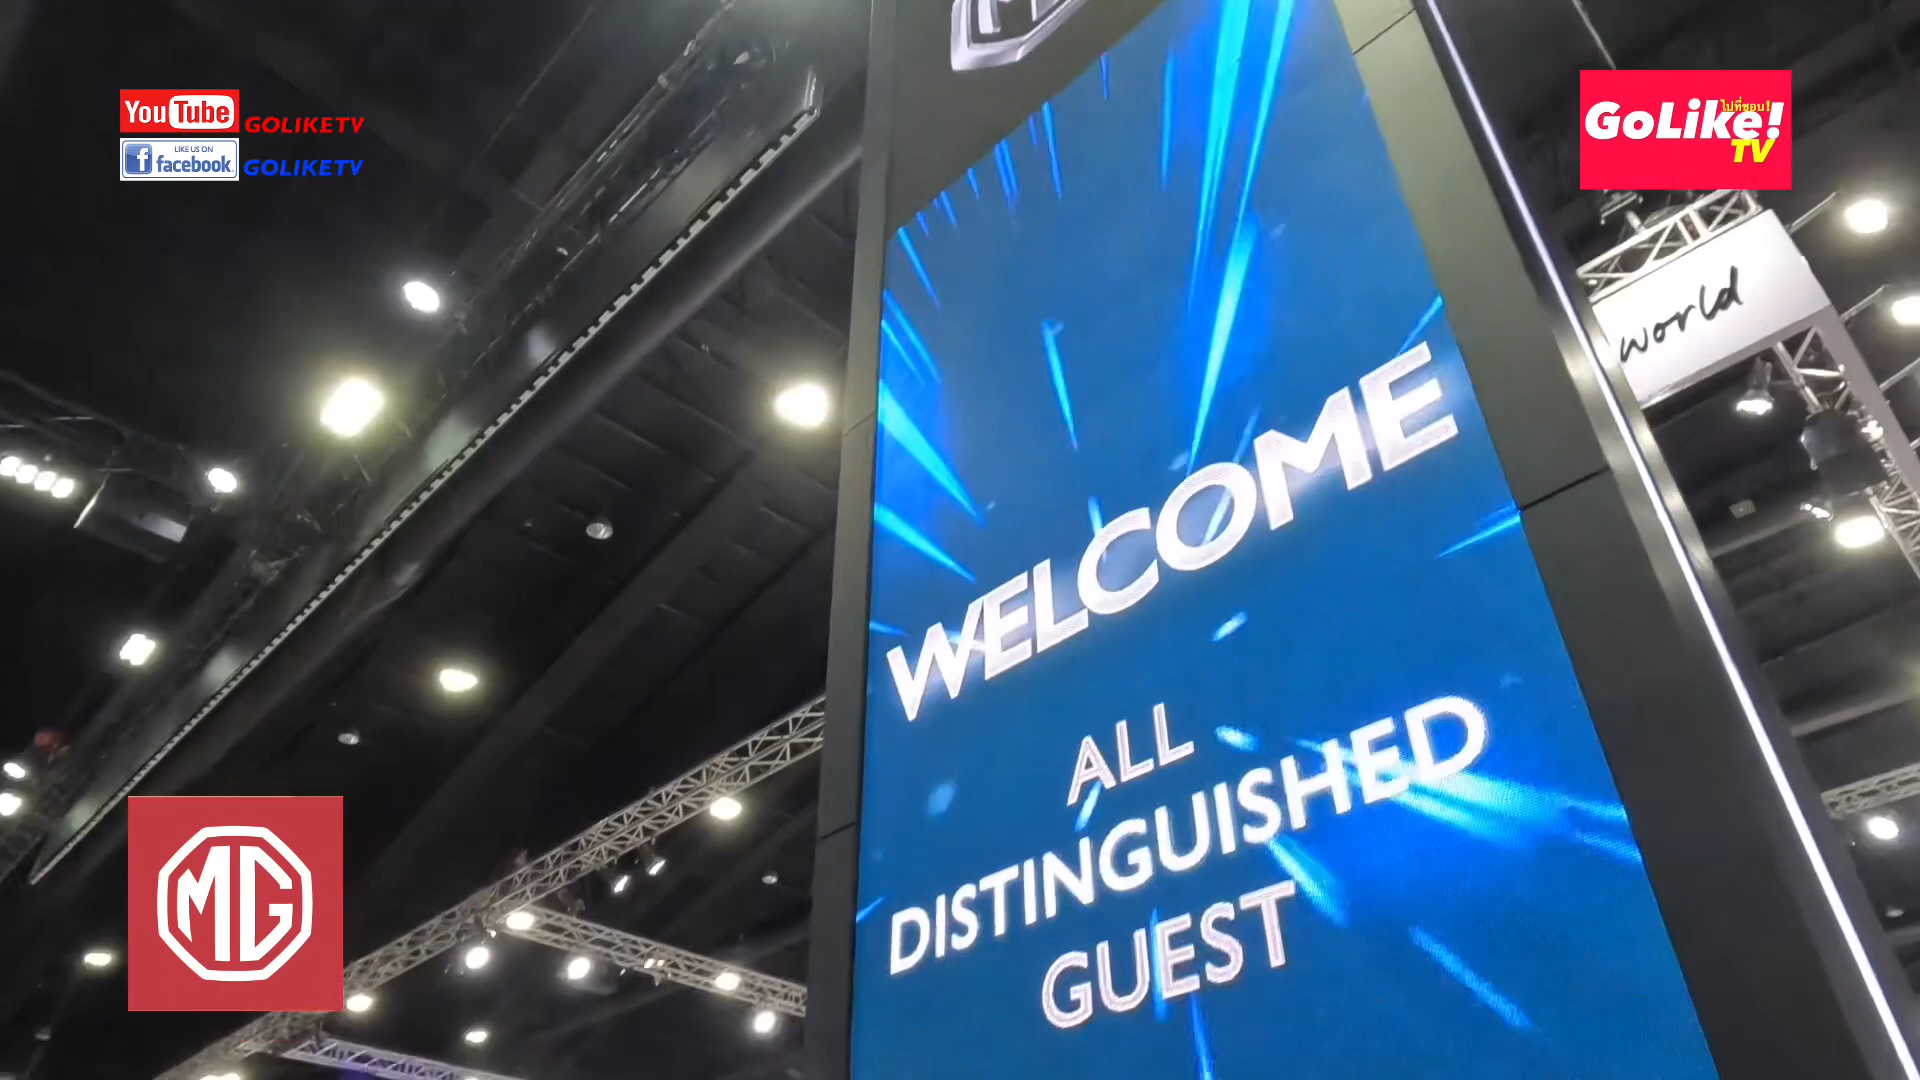 YouTube GOLIKETV
LIKE US ON
facebook GOLIKETV
ไปที่ชอบ!
GoLike!
TV
world
WELCOME
ALL
DISTINGUISHED
GUEST
MG